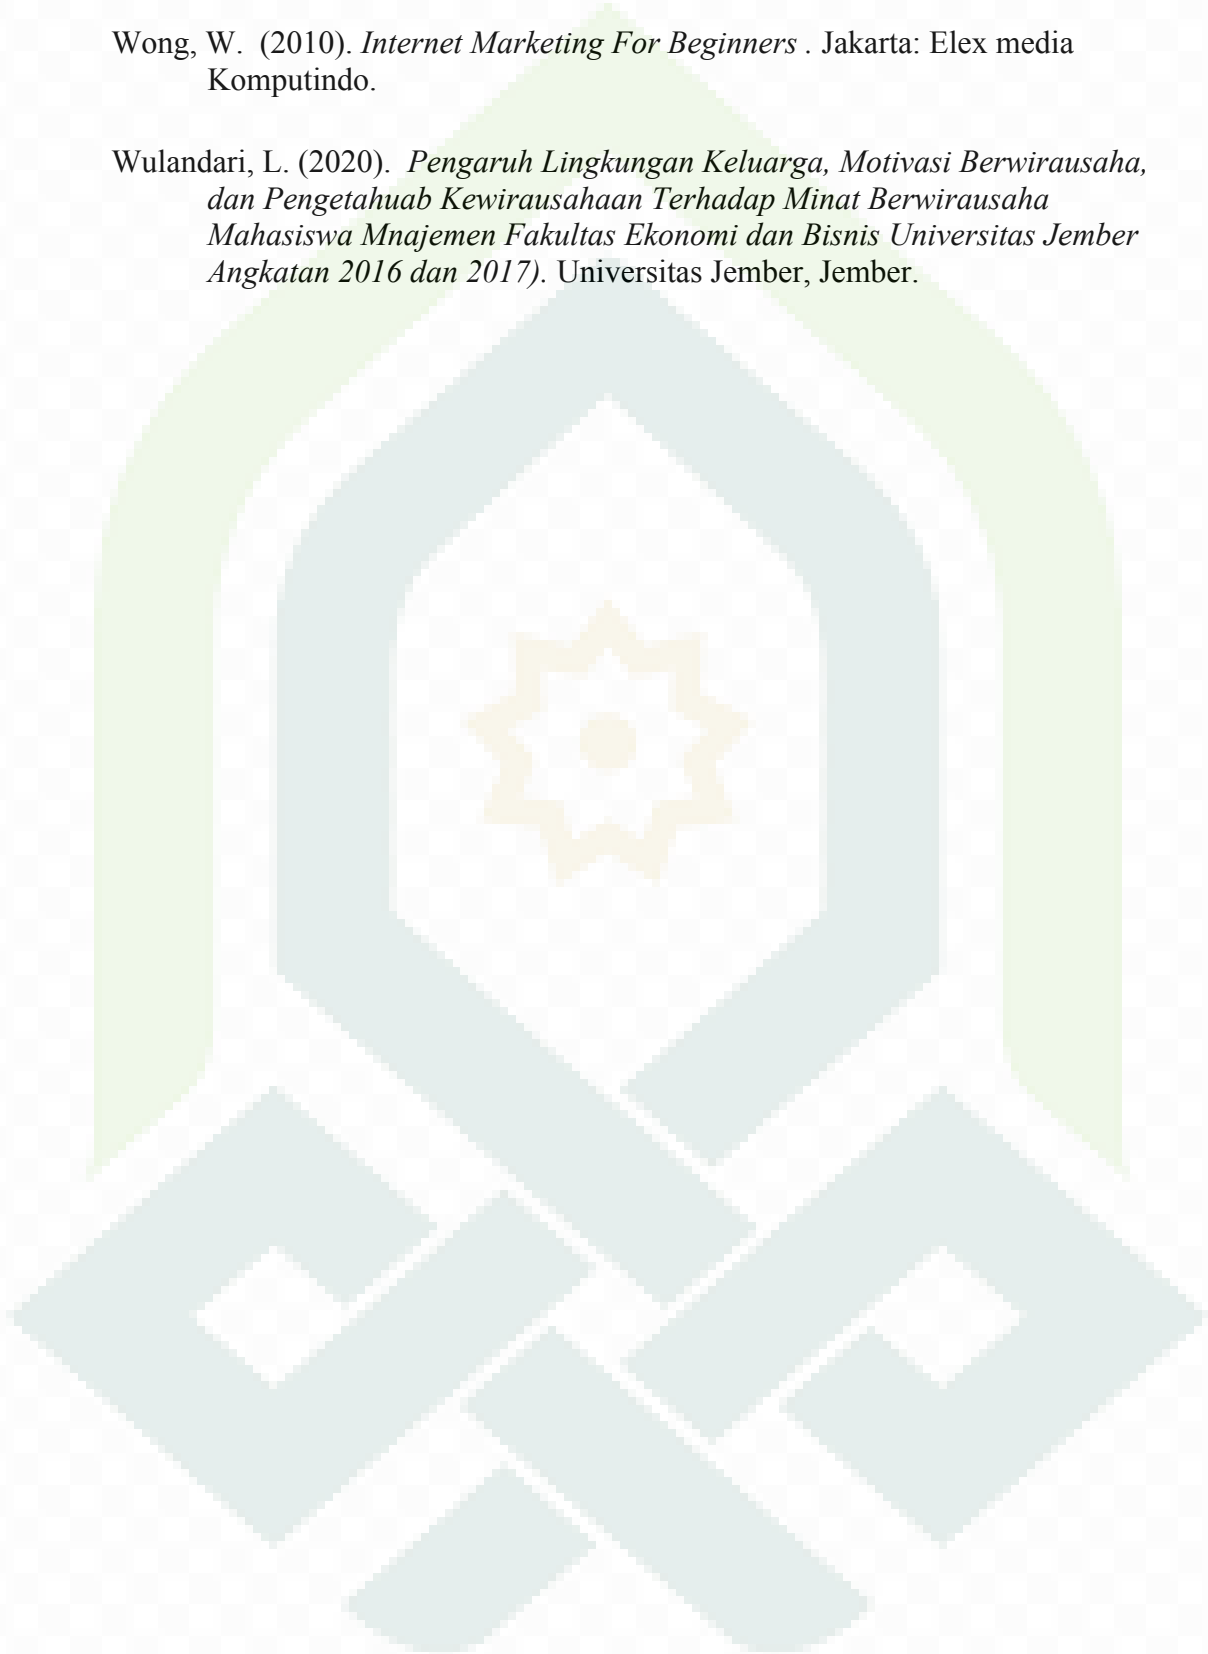 Wong, W.  (2010). Internet Marketing For Beginners . Jakarta: Elex media
Komputindo.
Wulandari, L. (2020).  Pengaruh Lingkungan Keluarga, Motivasi Berwirausaha,
dan Pengetahuab Kewirausahaan Terhadap Minat Berwirausaha
Mahasiswa Mnajemen Fakultas Ekonomi dan Bisnis Universitas Jember
Angkatan 2016 dan 2017). Universitas Jember, Jember.